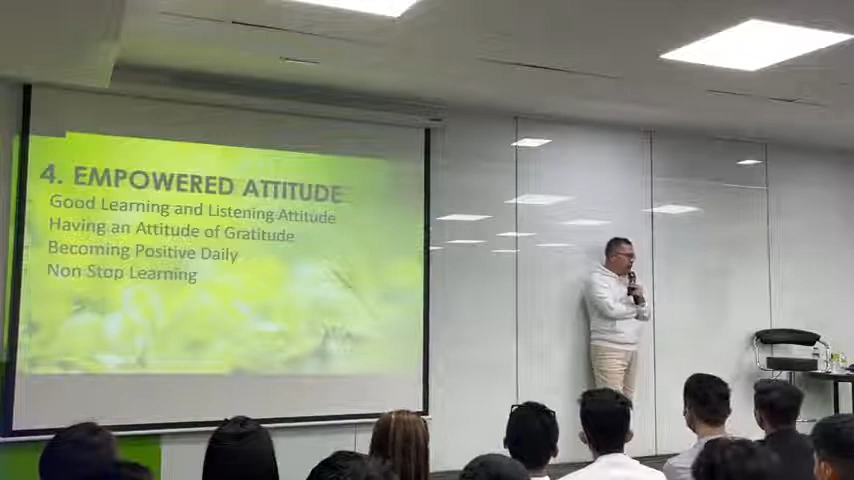 4. EMPOWERED ATTITUDE
Good Learning and Listening Attitude
Having an Attitude of Gratitude
Becoming Positive Daily
Non Stop Learning